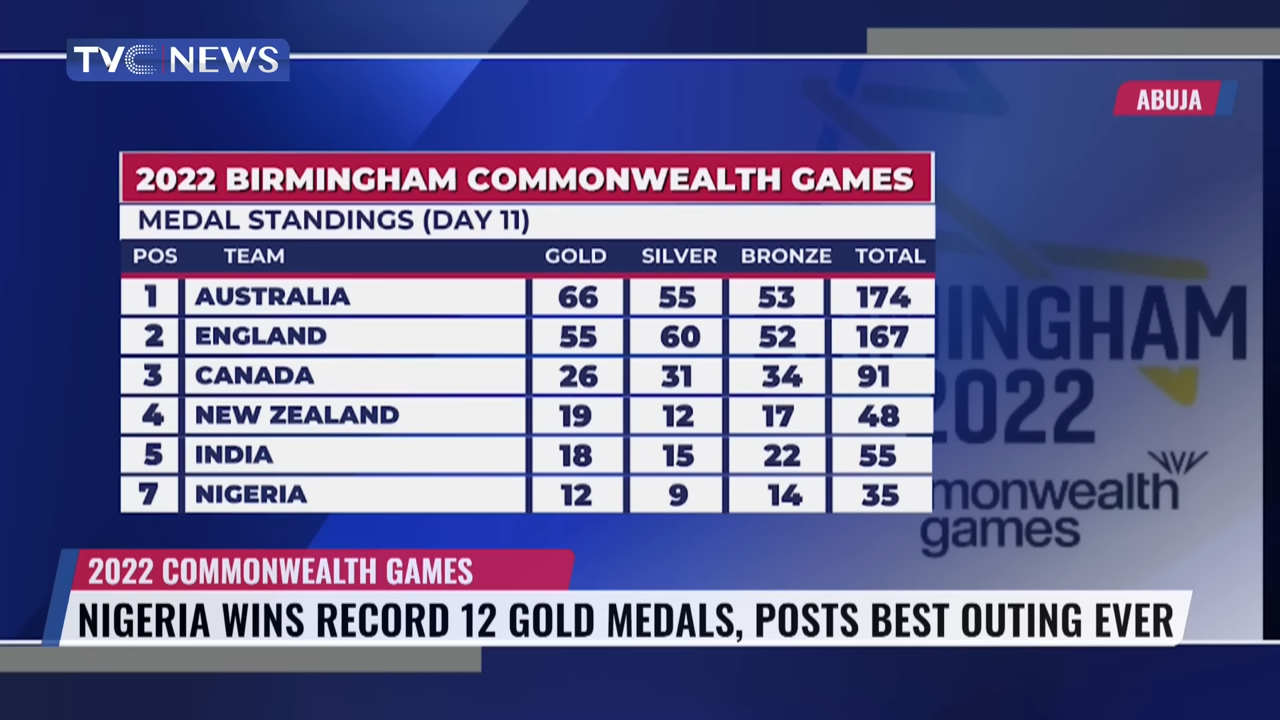 TVC NEWS
ABUJA
2022 BIRMINGHAM COMMONWEALTH GAMES
MEDAL STANDINGS (DAY 11)
POS TEAM GOLD SILVER BRONZE TOTAL
1 AUSTRALIA 66 55 53 174
2 ENGLAND 55 60 52 167
3 CANADA 26 31 34 91
4 NEW ZEALAND 19 12 17 48
5 INDIA 18 15 22 55
7 NIGERIA 12 9 14 35
INGHAM
2022
monwealth
games
2022 COMMONWEALTH GAMES
NIGERIA WINS RECORD 12 GOLD MEDALS, POSTS BEST OUTING EVER